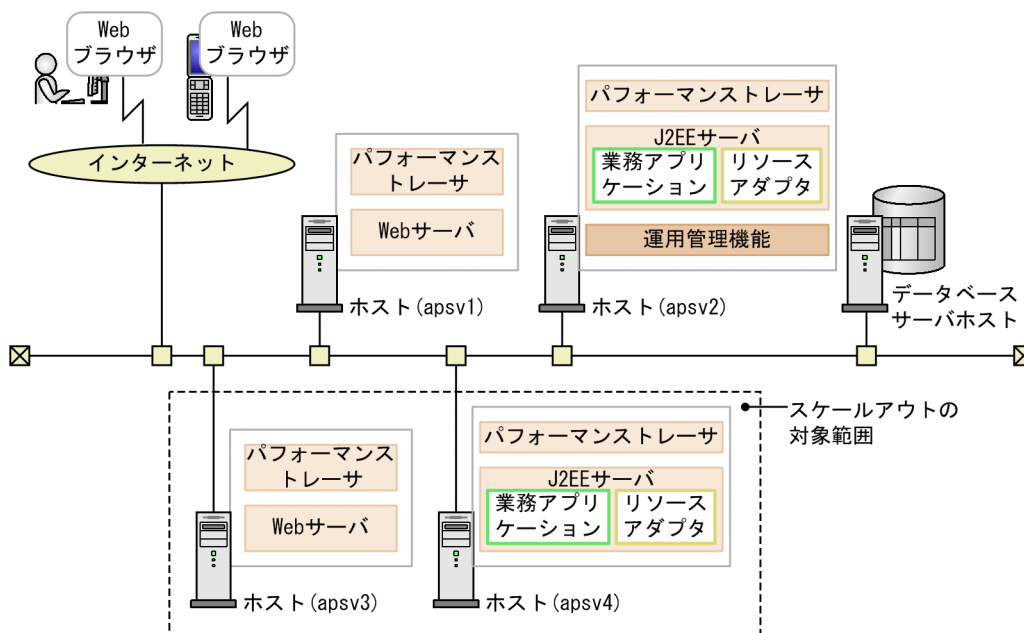 Web
ブラウザ
Web
ブラウザ
インターネット
パフォーマンス
トレーサ
Webサーバ
ホスト(apsv1)
パフォーマンストレーサ
J2EEサーバ
業務アプリ
ケーション
リソース
アダプタ
運用管理機能
ホスト(apsv2)
データベース
サーバホスト
スケールアウトの
対象範囲
パフォーマンス
トレーサ
Webサーバ
ホスト(apsv3)
パフォーマンストレーサ
J2EEサーバ
業務アプリ
ケーション
リソース
アダプタ
ホスト(apsv4)